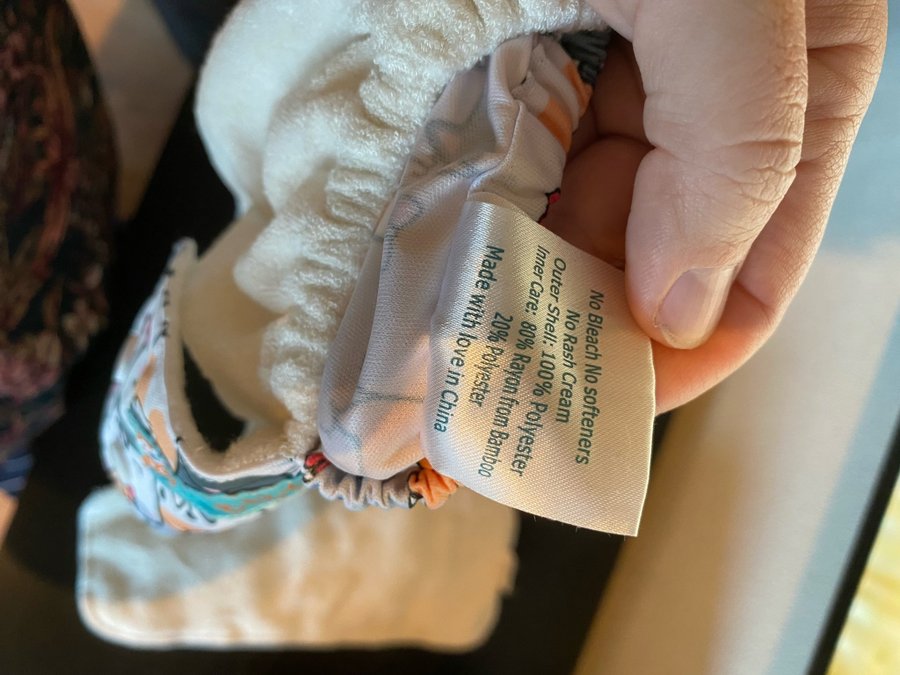 No Bleach No softeners
No Rash Cream
Outer Shell: 100% Polyester
Inner Care: 80% Rayon from Bamboo
20% Polyester
Made with love in China